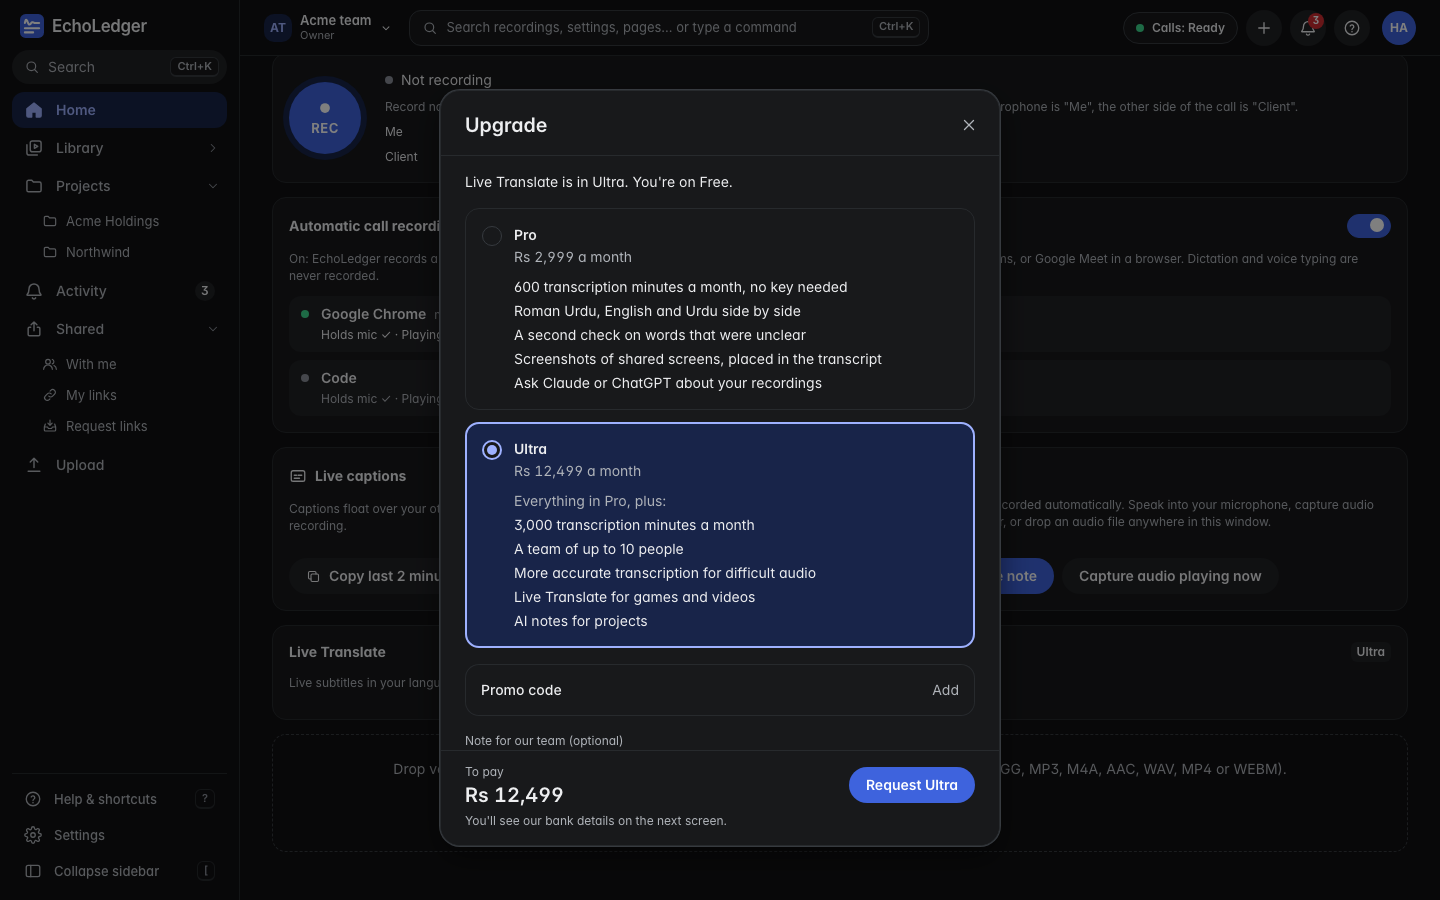 EchoLedger
Search Ctrl+K
Home
Library
Projects
Acme Holdings
Northwind
Activity 3
Shared
With me
My links
Request links
Upload
Help & shortcuts ?
Settings
Collapse sidebar [
AT Acme team
Owner
Search recordings, settings, pages... or type a command Ctrl+K
Calls: Ready
3
HA
REC
Not recording
Record
rophone is "Me", the other side of the call is "Client".
Me
Client
Automatic call recordi
On: EchoLedger records a
ms, or Google Meet in a browser. Dictation and voice typing are
never recorded.
Google Chrome
Holds mic ✓ · Playing
Code
Holds mic ✓ · Playing
Live captions
Captions float over your
recording.
corded automatically. Speak into your microphone, capture audio
, or drop an audio file anywhere in this window.
Copy last 2 minu
note
Capture audio playing now
Live Translate
Ultra
Live subtitles in your langu
Drop
GG, MP3, M4A, AAC, WAV, MP4 or WEBM).
Upgrade
Live Translate is in Ultra. You're on Free.
Pro
Rs 2,999 a month
600 transcription minutes a month, no key needed
Roman Urdu, English and Urdu side by side
A second check on words that were unclear
Screenshots of shared screens, placed in the transcript
Ask Claude or ChatGPT about your recordings
Ultra
Rs 12,499 a month
Everything in Pro, plus:
3,000 transcription minutes a month
A team of up to 10 people
More accurate transcription for difficult audio
Live Translate for games and videos
AI notes for projects
Promo code Add
Note for our team (optional)
To pay
Rs 12,499
You'll see our bank details on the next screen.
Request Ultra